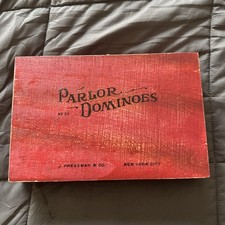 PARLOR
DOMINOES
J. PRESSMAN & CO.
NEW YORK CITY